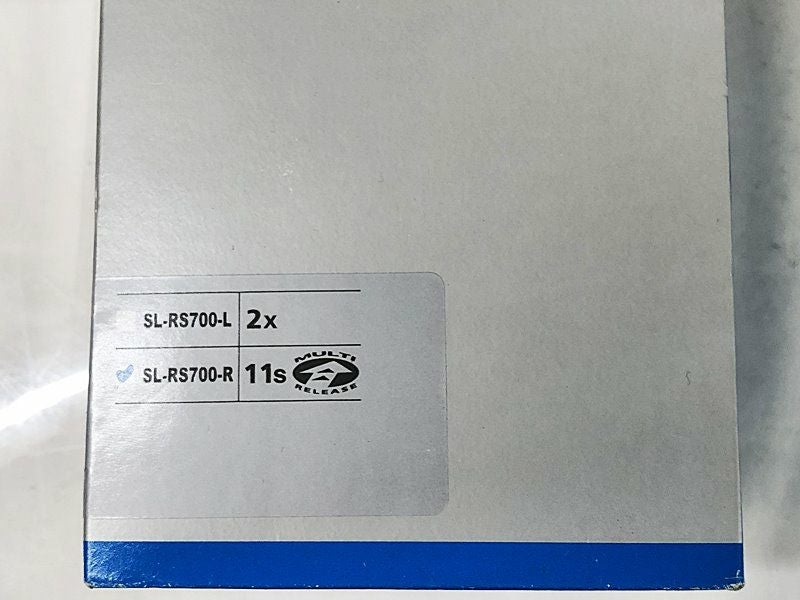 SL-RS700-L 2x
SL-RS700-R 11s MULTI RELEASE